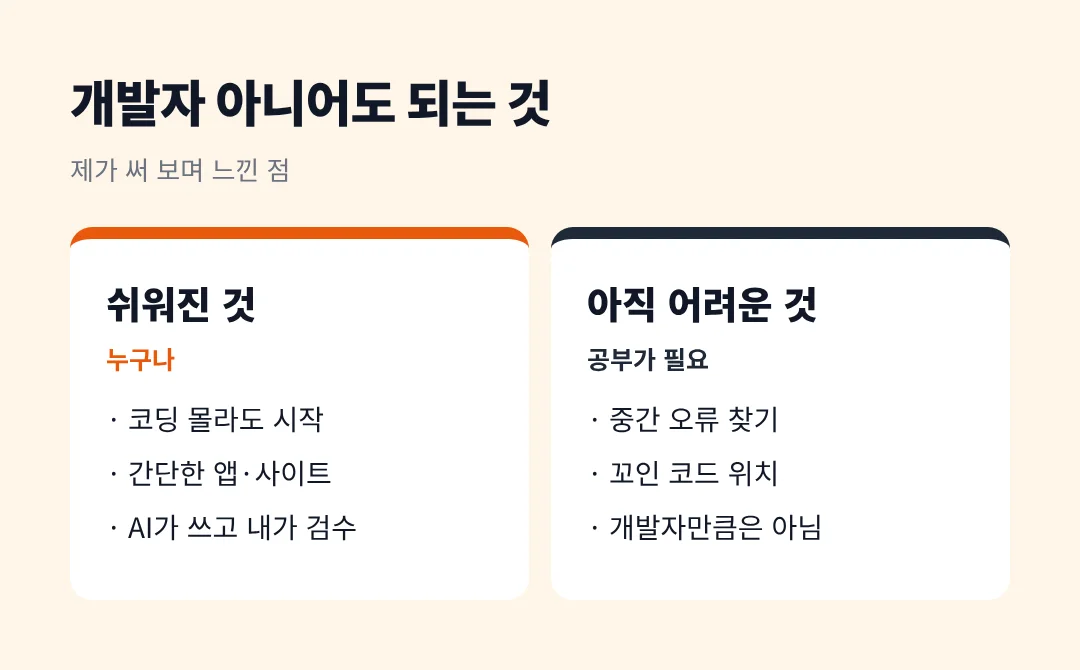 개발자 아니어도 되는 것
제가 써 보며 느낀 점
쉬워진 것
누구나
· 코딩 몰라도 시작
· 간단한 앱·사이트
· AI가 쓰고 내가 검수
아직 어려운 것
공부가 필요
· 중간 오류 찾기
· 꼬인 코드 위치
· 개발자만큼은 아님